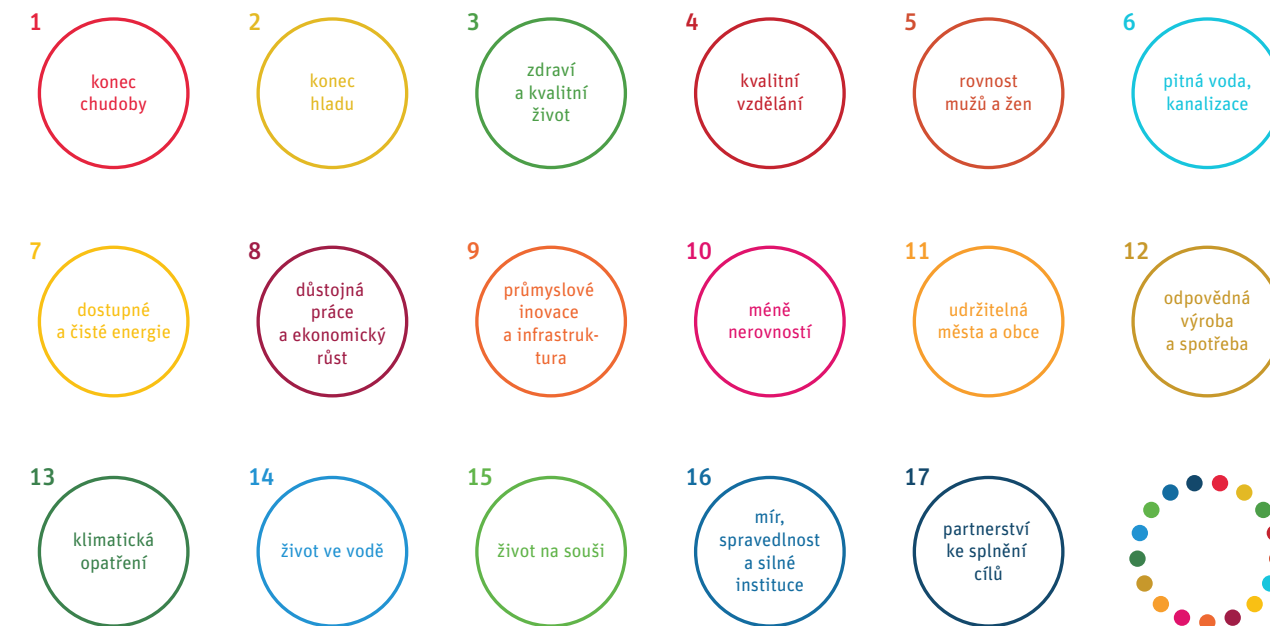 1
konec
chudoby
2
konec
hladu
3
zdraví
a kvalitní
život
4
kvalitní
vzdělání
5
rovnost
mužů a žen
6
pitná voda,
kanalizace
7
dostupné
a čisté energie
8
důstojná
práce
a ekonomický
růst
9
průmyslové
inovace
a infrastruk-
tura
10
méně
nerovností
11
udržitelná
města a obce
12
odpovědná
výroba
a spotřeba
13
klimatická
opatření
14
život ve vodě
15
život na souši
16
mír,
spravedlnost
a silné
instituce
17
partnerství
ke splnění
cílů